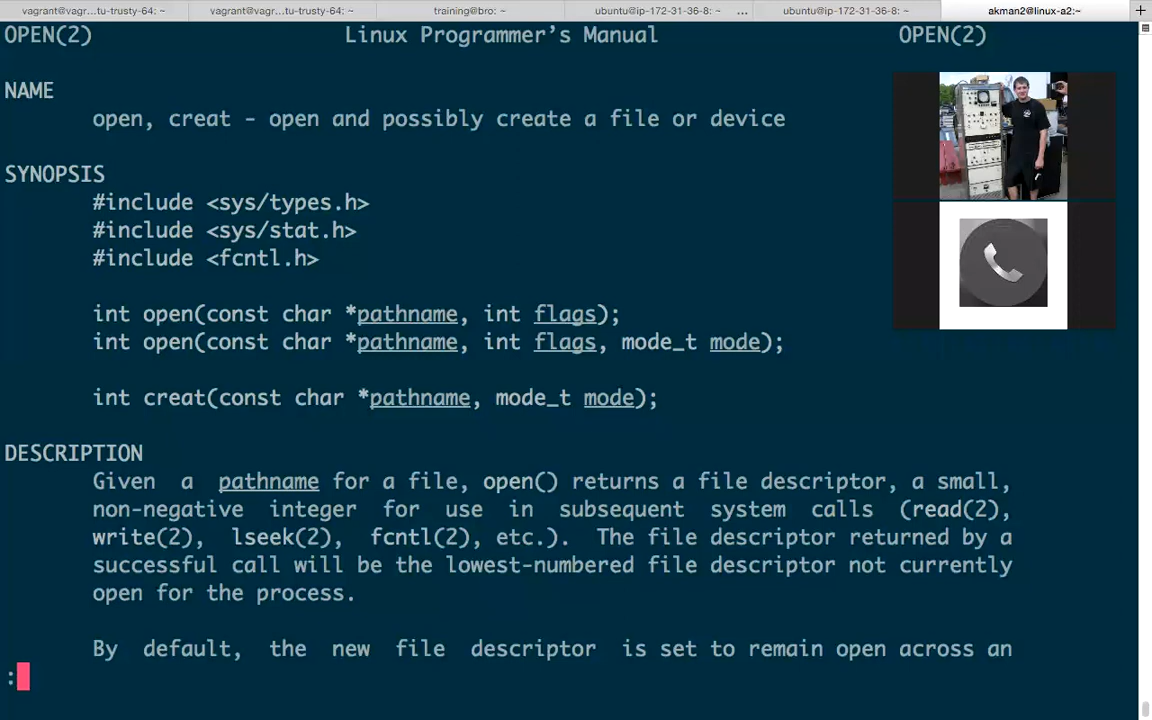 vagrant@vagr...tu-trusty-64: ~ vagrant@vagr...tu-trusty-64: ~ training@bro: ~ ubuntu@ip-172-31-36-8: ~ ... ubuntu@ip-172-31-36-8: ~ akman2@linux-a2:~ +
OPEN(2) Linux Programmer’s Manual OPEN(2)
NAME
open, creat - open and possibly create a file or device
SYNOPSIS
#include <sys/types.h>
#include <sys/stat.h>
#include <fcntl.h>
int open(const char *pathname, int flags);
int open(const char *pathname, int flags, mode_t mode);
int creat(const char *pathname, mode_t mode);
DESCRIPTION
Given a pathname for a file, open() returns a file descriptor, a small,
non-negative integer for use in subsequent system calls (read(2),
write(2), lseek(2), fcntl(2), etc.). The file descriptor returned by a
successful call will be the lowest-numbered file descriptor not currently
open for the process.
By default, the new file descriptor is set to remain open across an
: